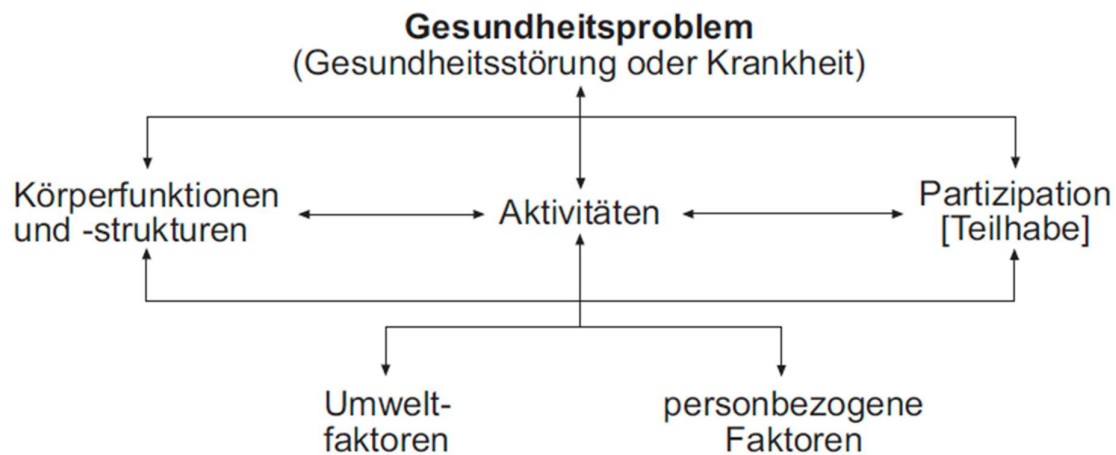 Gesundheitsproblem
(Gesundheitsstörung oder Krankheit)
Körperfunktionen
und -strukturen
Aktivitäten
Partizipation
[Teilhabe]
Umwelt-
faktoren
personbezogene
Faktoren